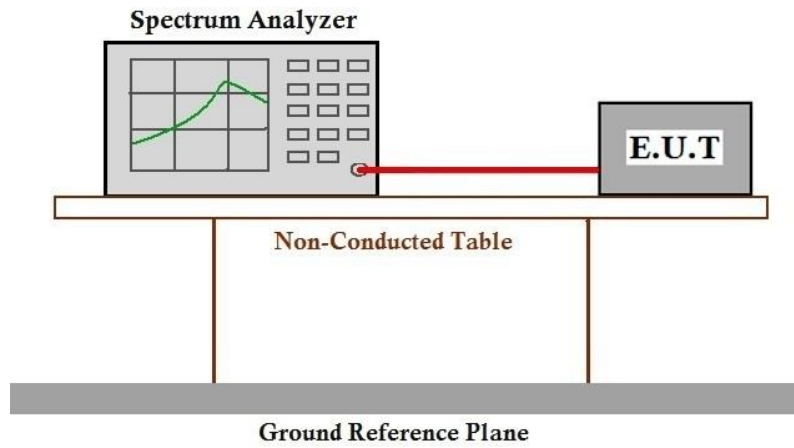 Spectrum Analyzer
E.U.T
Non-Conducted Table
Ground Reference Plane